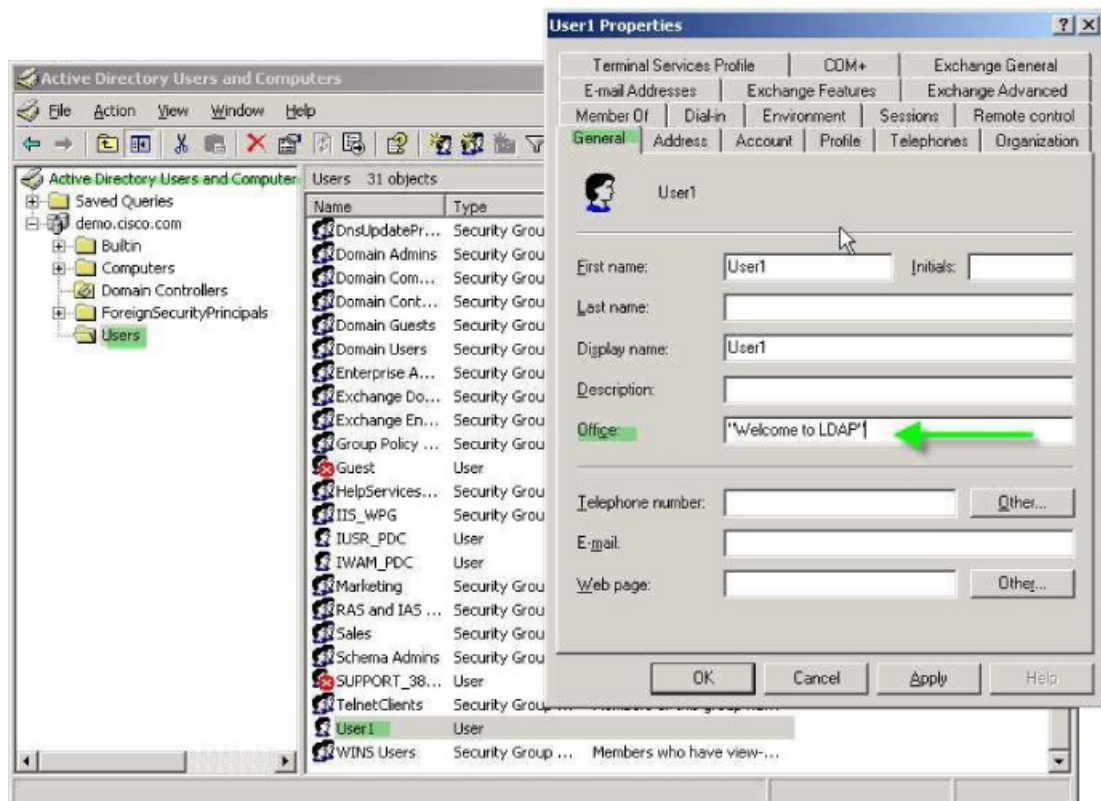 Active Directory Users and Computers
File Action View Window Help
Active Directory Users and Computer
Saved Queries
demo.cisco.com
Builtin
Computers
Domain Controllers
ForeignSecurityPrincipals
Users
Users 31 objects
Name Type
DnsUpdatePr... Security Grou
Domain Admins Security Grou
Domain Com... Security Grou
Domain Cont... Security Grou
Domain Guests Security Grou
Domain Users Security Grou
Enterprise A... Security Grou
Exchange Do... Security Grou
Exchange En... Security Grou
Group Policy ... Security Grou
Guest User
HelpServices... Security Grou
IIS_WPG Security Grou
IUSR_PDC User
IWAM_PDC User
Marketing Security Grou
RAS and IAS ... Security Grou
Sales Security Grou
Schema Admins Security Grou
SUPPORT_38... User
TelnetClients Security Group ...
User1 User
WINS Users Security Group ... Members who have view-...
User1 Properties
Terminal Services Profile COM+ Exchange General
E-mail Addresses Exchange Features Exchange Advanced
Member Of Dial-in Environment Sessions Remote control
General Address Account Profile Telephones Organization
User1
First name: User1 Initials:
Last name:
Display name: User1
Description:
Office: "Welcome to LDAP"
Telephone number: Other...
E-mail:
Web page: Other...
OK Cancel Apply Help